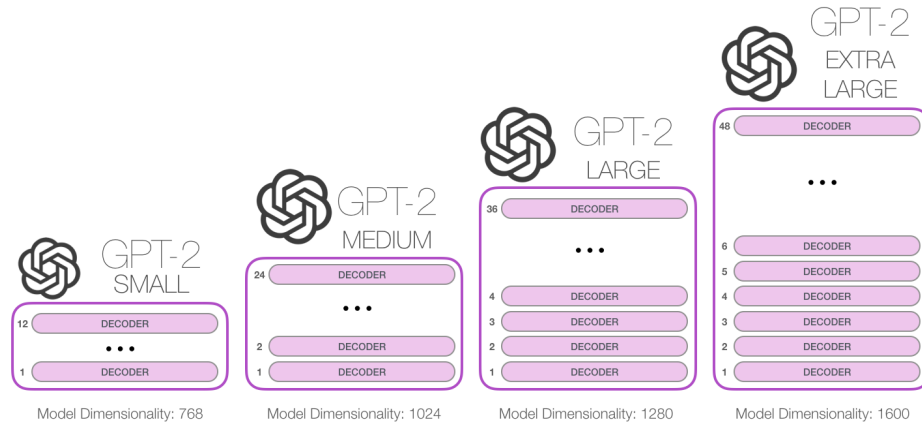 GPT-2
SMALL
12 DECODER
...
1 DECODER
Model Dimensionality: 768
GPT-2
MEDIUM
24 DECODER
...
2 DECODER
1 DECODER
Model Dimensionality: 1024
GPT-2
LARGE
36 DECODER
...
4 DECODER
3 DECODER
2 DECODER
1 DECODER
Model Dimensionality: 1280
GPT-2
EXTRA
LARGE
48 DECODER
...
6 DECODER
5 DECODER
4 DECODER
3 DECODER
2 DECODER
1 DECODER
Model Dimensionality: 1600